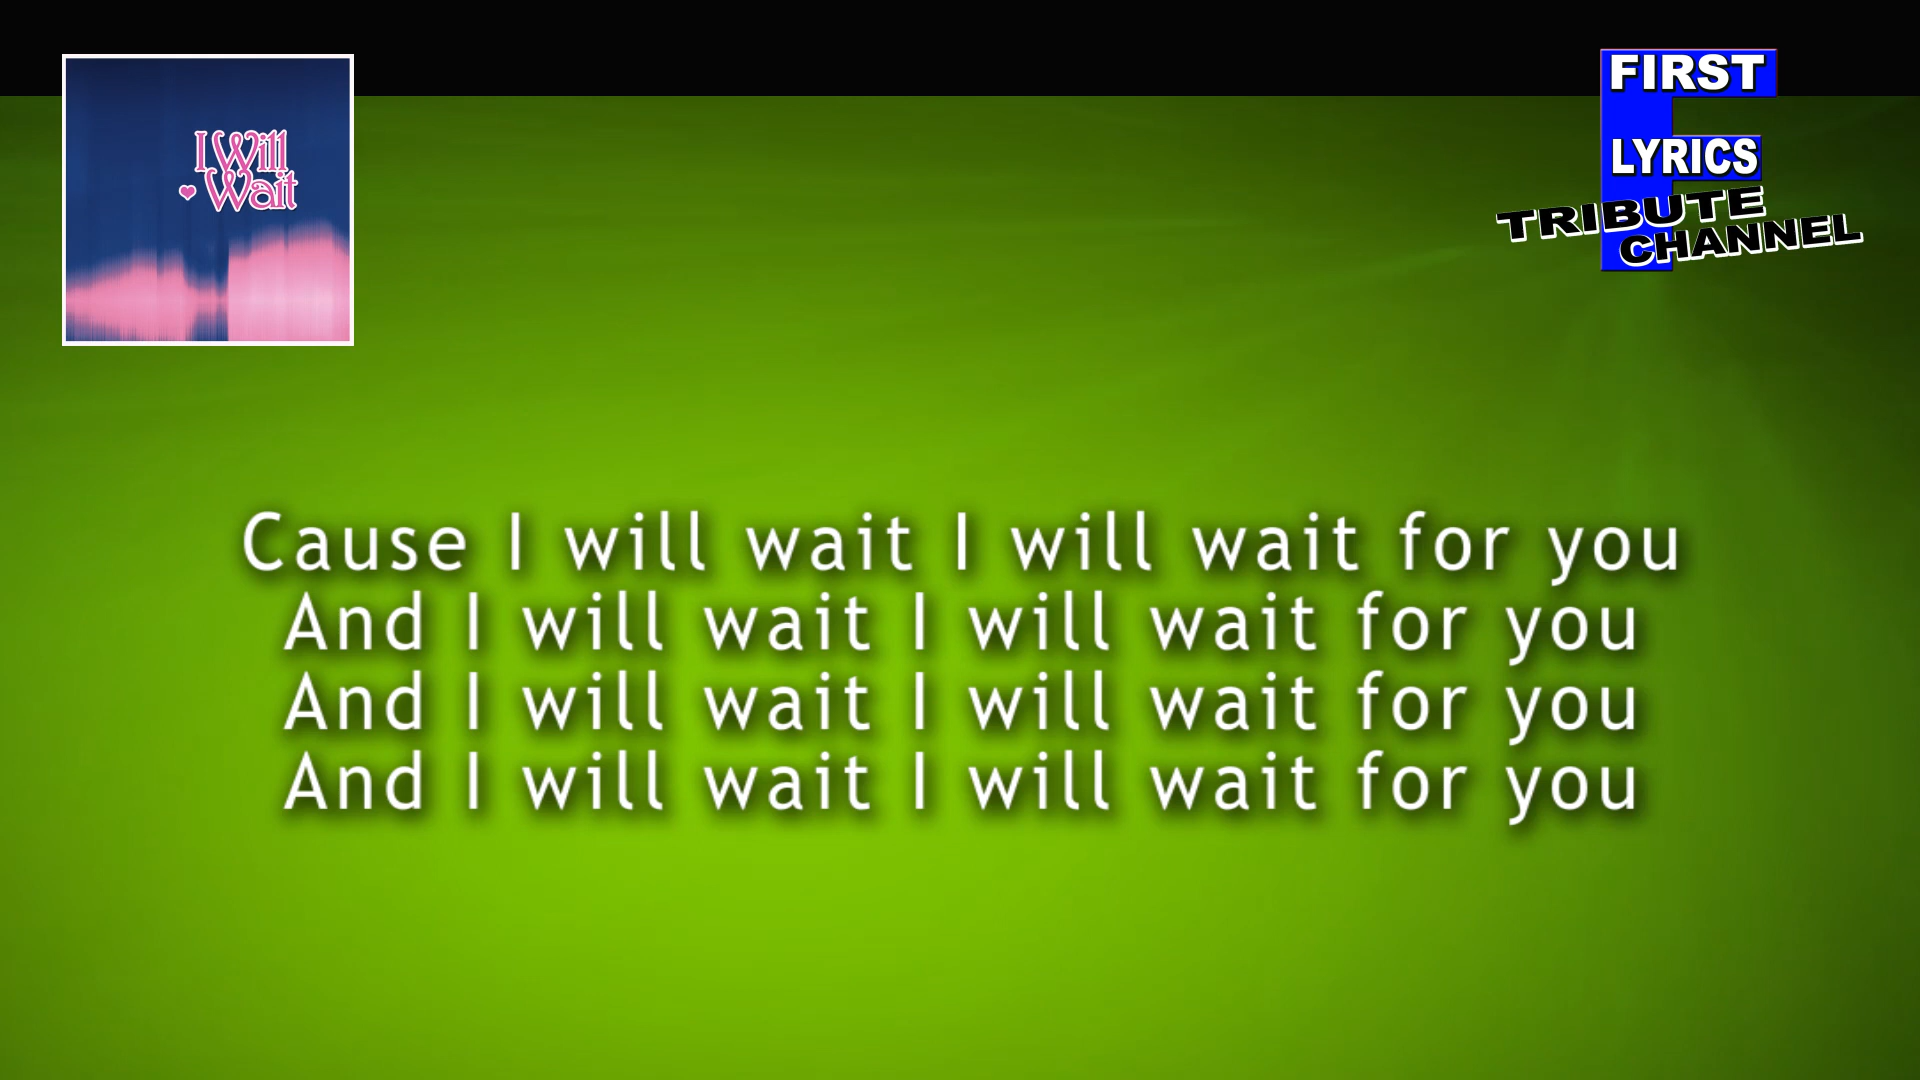 I Will
Wait
FIRST
LYRICS
TRIBUTE
CHANNEL
Cause I will wait I will wait for you
And I will wait I will wait for you
And I will wait I will wait for you
And I will wait I will wait for you